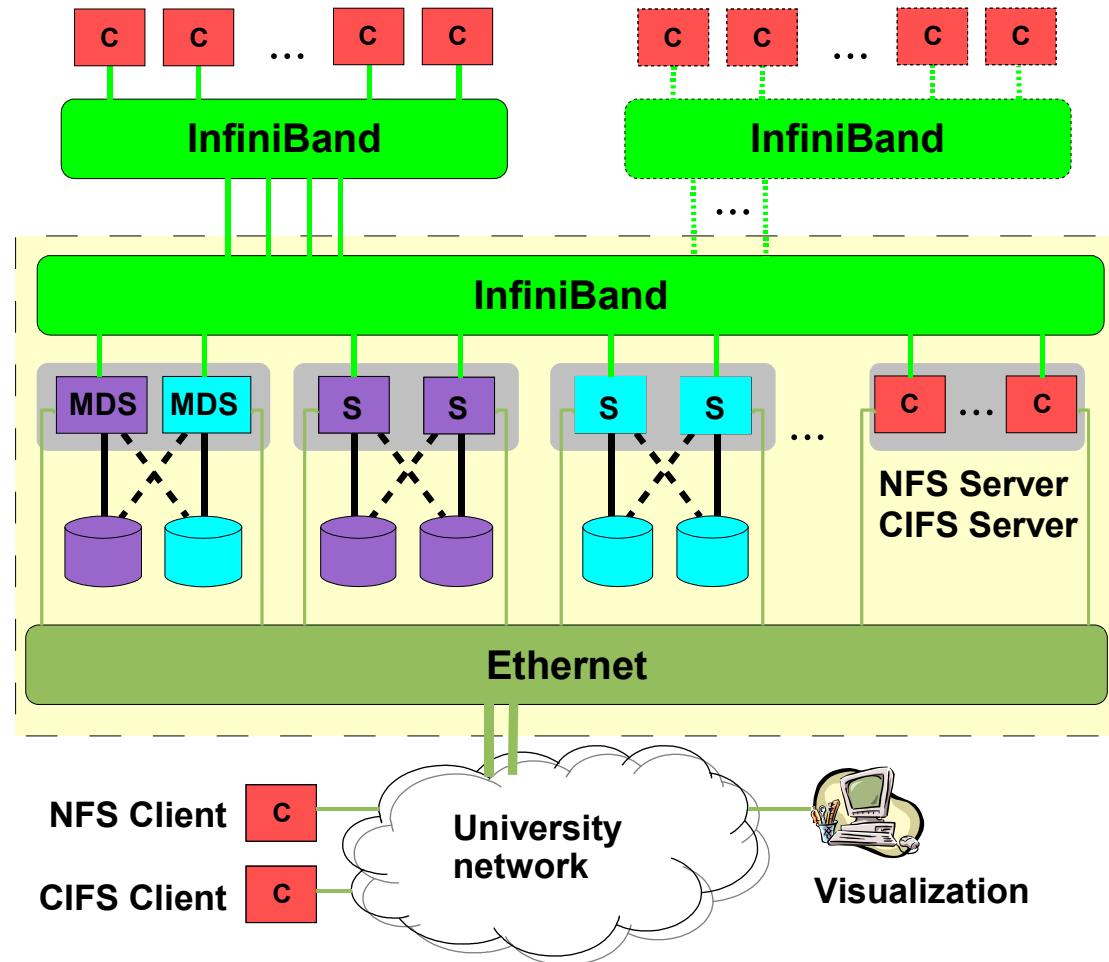 C C ... C C
C C ... C C
InfiniBand
InfiniBand
...
InfiniBand
MDS MDS S S S S ... C ... C
NFS Server
CIFS Server
Ethernet
NFS Client C
University
network
CIFS Client C
Visualization